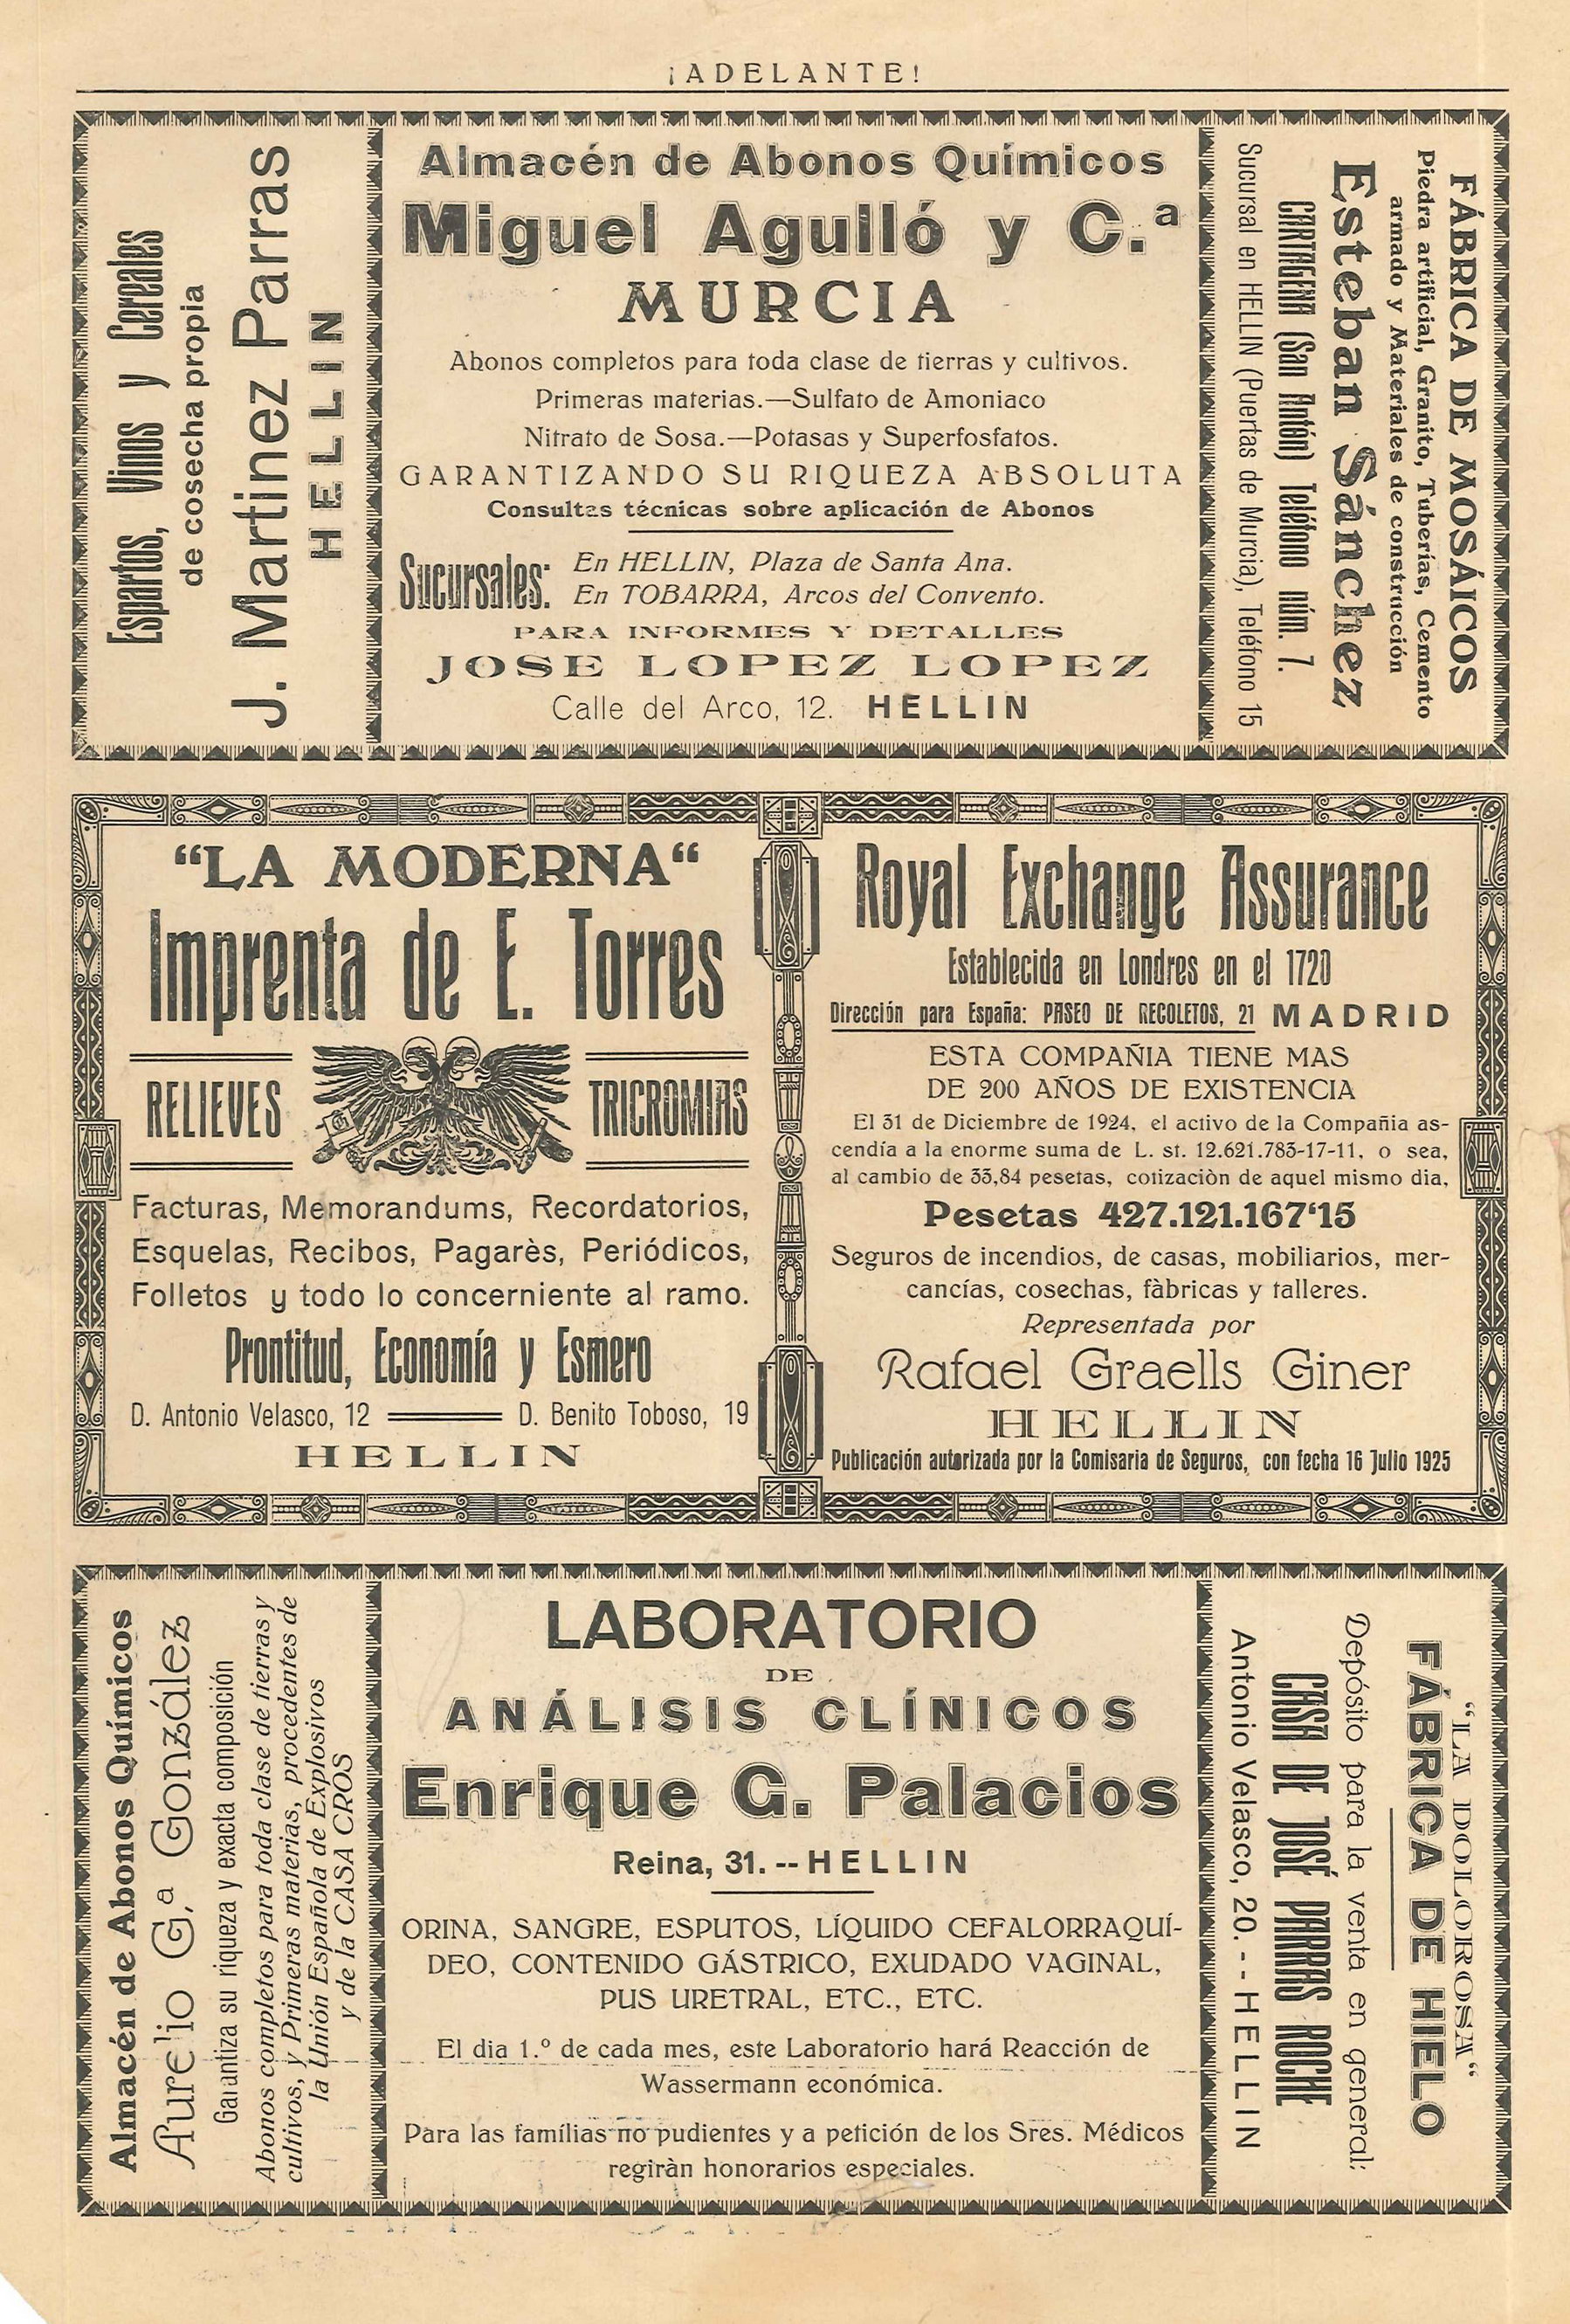 ¡ADELANTE!
Espartos, Vinos y Cereales
de cosecha propia
J. Martinez Parras
HELLIN
Almacén de Abonos Químicos
Miguel Agulló y C.ª
MURCIA
Abonos completos para toda clase de tierras y cultivos.
Primeras materias.—Sulfato de Amoniaco
Nitrato de Sosa.—Potasas y Superfosfatos.
GARANTIZANDO SU RIQUEZA ABSOLUTA
Consultas técnicas sobre aplicación de Abonos
Sucursales: En HELLIN, Plaza de Santa Ana.
En TOBARRA, Arcos del Convento.
PARA INFORMES Y DETALLES
JOSE LOPEZ LOPEZ
Calle del Arco, 12. HELLIN
FÁBRICA DE MOSÁICOS
Piedra artificial, Granito, Tuberías, Cemento
armado y Materiales de construcción
Esteban Sánchez
CARTAGENA (San Antón) Teléfono núm. 7.
Sucursal en HELLIN (Puertas de Murcia), Teléfono 15
“LA MODERNA“
Imprenta de E. Torres
RELIEVES
TRICROMIAS
Facturas, Memorandums, Recordatorios,
Esquelas, Recibos, Pagarès, Periódicos,
Folletos y todo lo concerniente al ramo.
Prontitud, Economía y Esmero
D. Antonio Velasco, 12 ——— D. Benito Toboso, 19
HELLIN
Royal Exchange Assurance
Establecida en Londres en el 1720
Dirección para España: PASEO DE RECOLETOS, 21 MADRID
ESTA COMPAÑIA TIENE MAS
DE 200 AÑOS DE EXISTENCIA
El 31 de Diciembre de 1924, el activo de la Compañia as-
cendía a la enorme suma de L. st. 12.621.783-17-11, o sea,
al cambio de 33,84 pesetas, cotizaciòn de aquel mismo dia,
Pesetas 427.121.167‘15
Seguros de incendios, de casas, mobiliarios, mer-
cancías, cosechas, fàbricas y talleres.
Representada por
Rafael Graells Giner
HELLIN
Publicación autorizada por la Comisaria de Seguros, con fecha 16 Julio 1925
Almacén de Abonos Químicos
Aurelio G.ª González
Garantiza su riqueza y exacta composición
Abonos completos para toda clase de tierras y
cultivos, y Primeras materias, procedentes de
la Unión Española de Explosivos
y de la CASA CROS
LABORATORIO
DE
ANÁLISIS CLÍNICOS
Enrique G. Palacios
Reina, 31. -- HELLIN
ORINA, SANGRE, ESPUTOS, LÍQUIDO CEFALORRAQUÍ-
DEO, CONTENIDO GÁSTRICO, EXUDADO VAGINAL,
PUS URETRAL, ETC., ETC.
El dia 1.º de cada mes, este Laboratorio hará Reacción de
Wassermann económica.
Para las famílias no pudientes y a petición de los Sres. Médicos
regiràn honorarios especiales.
“LA DOLOROSA“
FÁBRICA DE HIELO
Depósito para la venta en general:
CASA DE JOSÉ PARRAS ROCHE
Antonio Velasco, 20. - - HELLIN